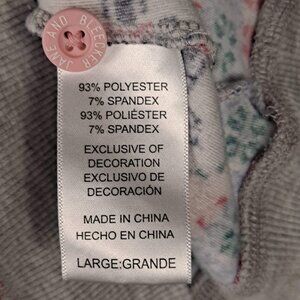 JANE AND BLEECKER
93% POLYESTER
7% SPANDEX
93% POLIÉSTER
7% SPANDEX
EXCLUSIVE OF
DECORATION
EXCLUSIVO DE
DECORACIÓN
MADE IN CHINA
HECHO EN CHINA
LARGE:GRANDE